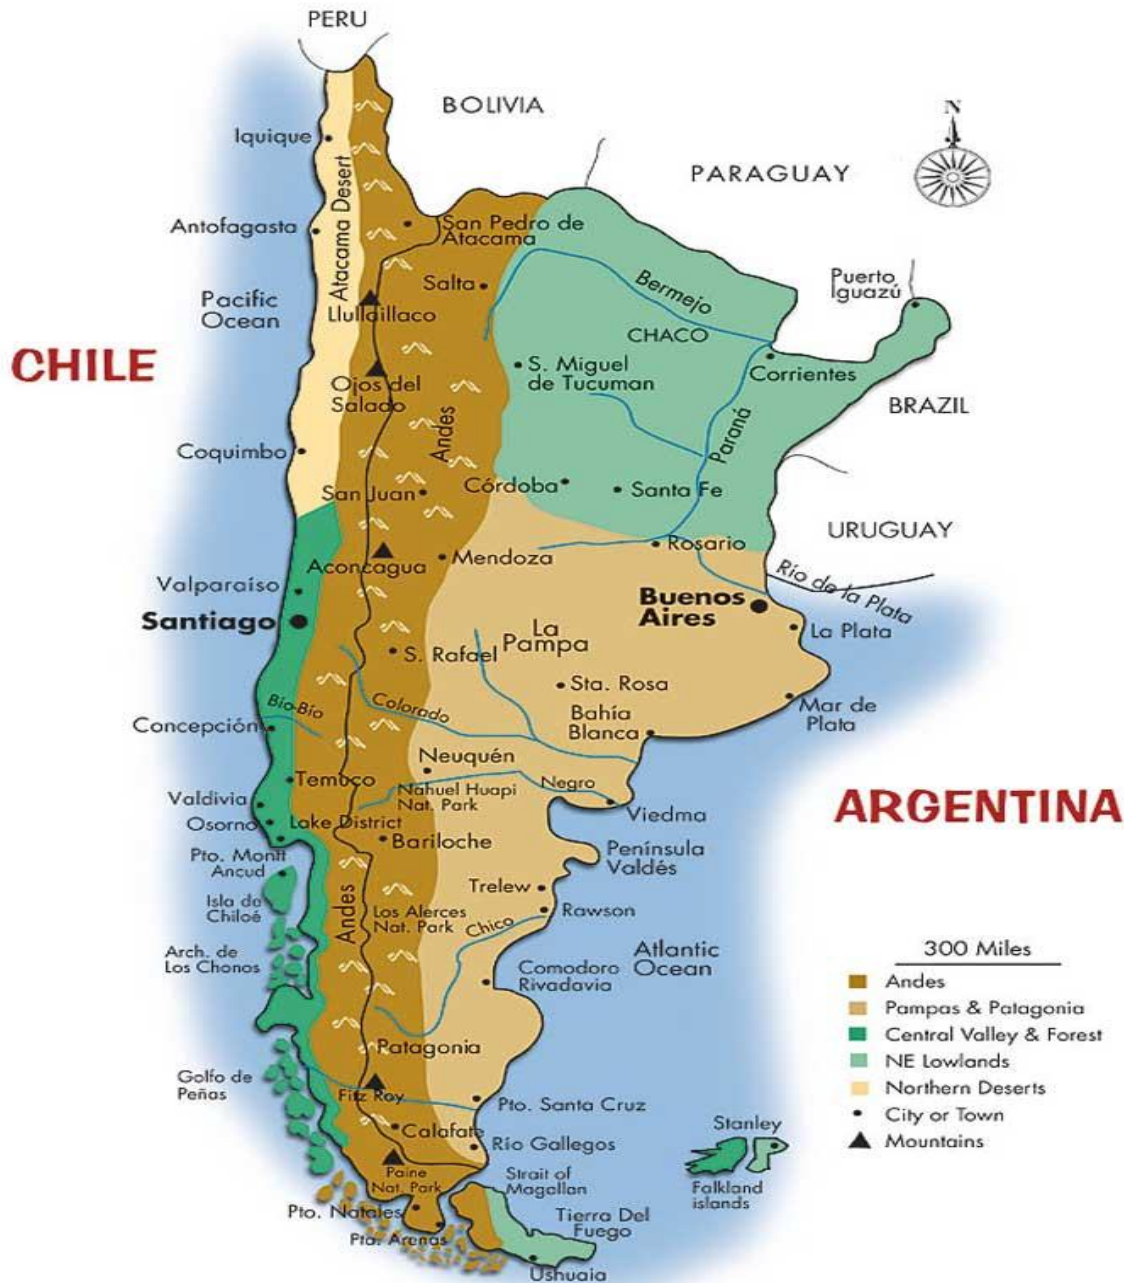 PERU
BOLIVIA
N
PARAGUAY
Iquique
Atacama Desert
Antofagasta
San Pedro de
Atacama
Puerto
Iguazú
Salta
Bermejo
Pacific
Ocean
Llullaillaco
CHACO
CHILE
S. Miguel
de Tucuman
Corrientes
Ojos del
Salado
BRAZIL
Andes
Paraná
Coquimbo
San Juan
Córdoba
Santa Fe
URUGUAY
Rosario
Mendoza
Aconcagua
Río de la Plata
Valparaíso
Buenos
Aires
Santiago
La Plata
La
Pampa
S. Rafael
Sta. Rosa
Colorado
Bío-Bío
Mar de
Plata
Concepción
Bahía
Blanca
Neuquén
Temuco
Nahuel Huapi
Nat. Park
Negro
Valdivia
Viedma
ARGENTINA
Osorno
Lake District
Bariloche
Pto. Montt
Ancud
Península
Valdés
Trelew
Isla de
Chiloé
Andes
Los Alerces
Nat. Park
Chico
Rawson
Arch. de
Los Chonos
Atlantic
Ocean
Comodoro
Rivadavia
300 Miles
Andes
Pampas & Patagonia
Central Valley & Forest
NE Lowlands
Northern Deserts
City or Town
Mountains
Patagonia
Golfo de
Peñas
Fitz Roy
Pto. Santa Cruz
Calafate
Río Gallegos
Stanley
Falkland
islands
Paine
Nat. Park
Strait of
Magallan
Pto. Natales
Tierra Del
Fuego
Pto. Arenas
Ushuaia